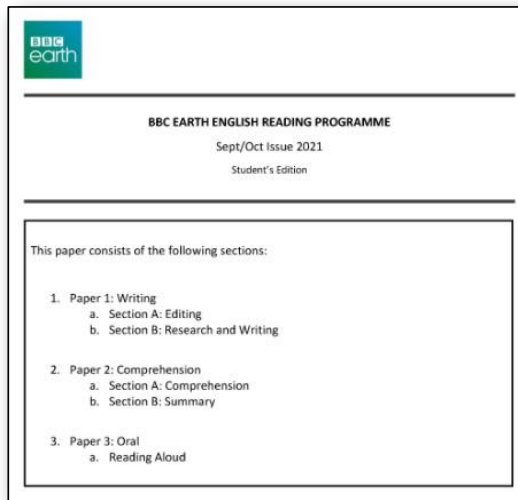 BBC
earth
BBC EARTH ENGLISH READING PROGRAMME
Sept/Oct Issue 2021
Student's Edition
This paper consists of the following sections:
1. Paper 1: Writing
a. Section A: Editing
b. Section B: Research and Writing
2. Paper 2: Comprehension
a. Section A: Comprehension
b. Section B: Summary
3. Paper 3: Oral
a. Reading Aloud